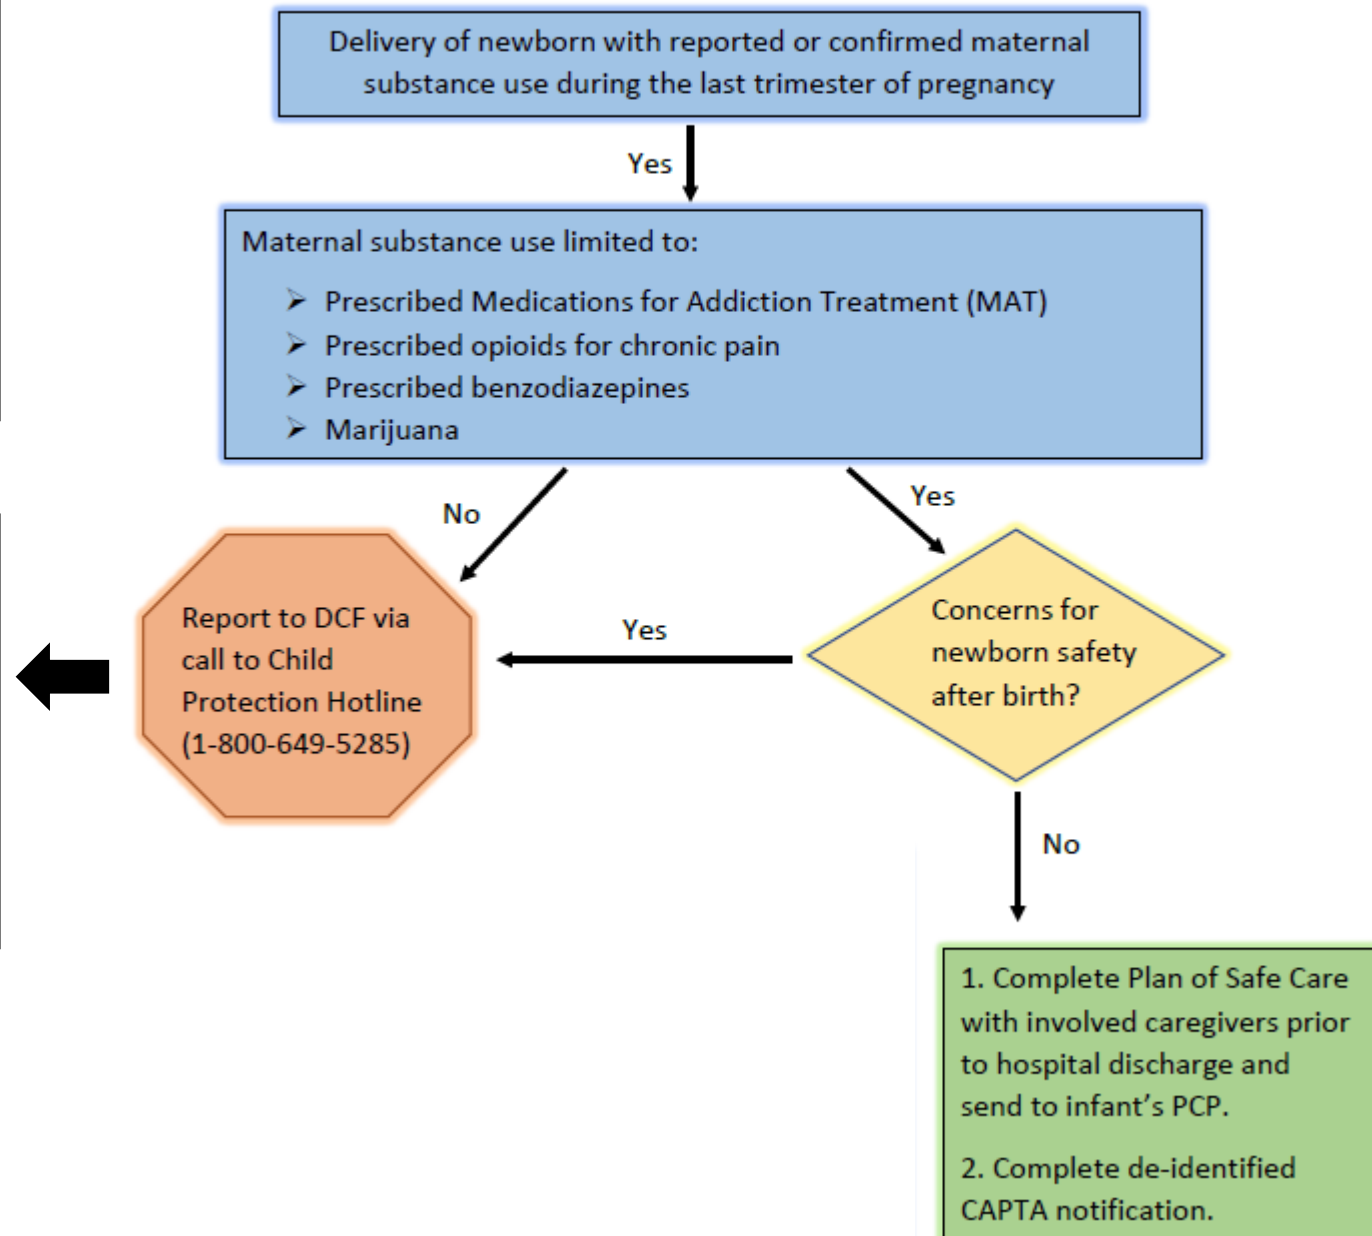 Delivery of newborn with reported or confirmed maternal
substance use during the last trimester of pregnancy
Yes
Maternal substance use limited to:
➢ Prescribed Medications for Addiction Treatment (MAT)
➢ Prescribed opioids for chronic pain
➢ Prescribed benzodiazepines
➢ Marijuana
No
Yes
Report to DCF via
call to Child
Protection Hotline
(1-800-649-5285)
Yes
Concerns for
newborn safety
after birth?
No
1. Complete Plan of Safe Care
with involved caregivers prior
to hospital discharge and
send to infant’s PCP.
2. Complete de-identified
CAPTA notification.